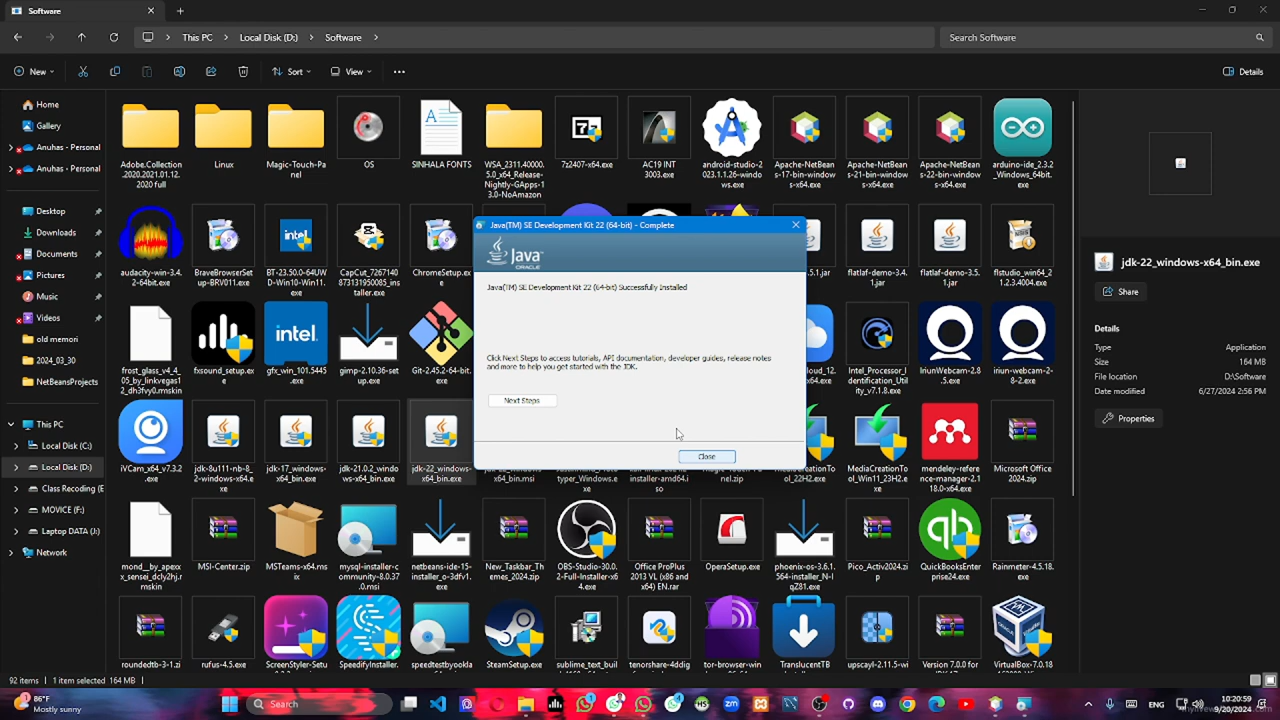 Software
This PC
Local Disk (D:)
Software
Search Software
New
Sort
View
Details
Home
Gallery
Anuhas - Personal
Anuhas - Personal
Desktop
Downloads
Documents
Pictures
Music
Videos
old memori
2024_03_30
NetBeansProjects
This PC
Local Disk (C:)
Local Disk (D:)
Class Recoding (E
MOVICE (F:)
Laptop DATA (J:)
Network
Adobe.Collection
.2020.2021.01.12.
2020 full
Linux
Magic-Touch-Pa
nel
OS
SINHALA FONTS
WSA_2311.40000.
5.0_x64_Release-
Nightly-GApps-1
3.0-NoAmazon
7z2407-x64.exe
AC19 INT
3003.exe
android-studio-2
023.1.1.26-windo
ws.exe
Apache-NetBean
s-17-bin-window
s-x64.exe
Apache-NetBean
s-21-bin-window
s-x64.exe
Apache-NetBean
s-22-bin-window
s-x64.exe
arduino-ide_2.3.2
_Windows_64bit.
exe
audacity-win-3.4.
2-64bit.exe
BraveBrowserSet
up-BRV011.exe
BT-23.50.0-64UW
D-Win10-Win11.
exe
CapCut_7267140
873131950085_ins
taller.exe
ChromeSetup.ex
e
5.1.jar
flatlaf-demo-3.4.
1.jar
flatlaf-demo-3.5.
1.jar
flstudio_win64_2
1.2.3.4004.exe
Java(TM) SE Development Kit 22 (64-bit) - Complete
Java
ORACLE
Java(TM) SE Development Kit 22 (64-bit) Successfully Installed
Click Next Steps to access tutorials, API documentation, developer guides, release notes
and more to help you get started with the JDK.
Next Steps
Close
frost_glass_v4_4_
05_by_linkvegas1
2_dh3fvy0.mskin
fxsound_setup.ex
e
intel
gfx_win_101.5445
.exe
gimp-2.10.36-set
up.exe
Git-2.45.2-64-bit.
exe
Cloud_12.
x64.exe
Intel_Processor_I
dentification_Util
ity_v7.1.8.exe
IriunWebcam-2.8
.5.exe
iriun-webcam-2
-8-2.exe
iVCam_x64_v7.3.2
.exe
jdk-8u111-nb-8_
2-windows-x64.e
xe
jdk-17_windows-
x64_bin.exe
jdk-21.0.2_windo
ws-x64_bin.exe
jdk-22_windows-
x64_bin.exe
x64_bin.msi
typer_Windows.e
xe
installer-amd64.i
so
nel.zip
MediaCreationTo
ol_22H2.exe
MediaCreationTo
ol_Win11_23H2.e
xe
mendeley-refere
nce-manager-2.1
18.0-x64.exe
Microsoft Office
2024.zip
mond__by_apexx
x_sensei_dcly2hj.r
mskin
MSI-Center.zip
MSTeams-x64.ms
ix
mysql-installer-c
ommunity-8.0.37
.0.msi
netbeans-ide-15-
installer_o-3dfv1.
exe
New_Taskbar_Th
emes_2024.zip
OBS-Studio-30.0.
2-Full-Installer-x6
4.exe
Office ProPlus
2013 VL (x86 and
x64) EN.rar
OperaSetup.exe
phoenix-os-3.6.1.
564-installer_N-I
qZ81.exe
Pico_Activ2024.zi
p
QuickBooksEnter
prize24.exe
Rainmeter-4.5.18.
exe
roundedtb-3-1.zi
rufus-4.5.exe
ScreenStyler-Setu
SpeedifyInstaller.
speedtestbyookla
SteamSetup.exe
sublime_text_buil
tenorshare-4ddig
tor-browser-win
TranslucentTB
upscayl-2.11.5-wi
Version 7.0.0 for
VirtualBox-7.0.18
jdk-22_windows-x64_bin.exe
Share
Details
Type
Application
Size
164 MB
File location
D:\Software
Date modified
6/27/2024 2:56 PM
Properties
92 items
1 item selected 164 MB
86°F
Mostly sunny
Search
ENG
10:20:59
9/20/2024